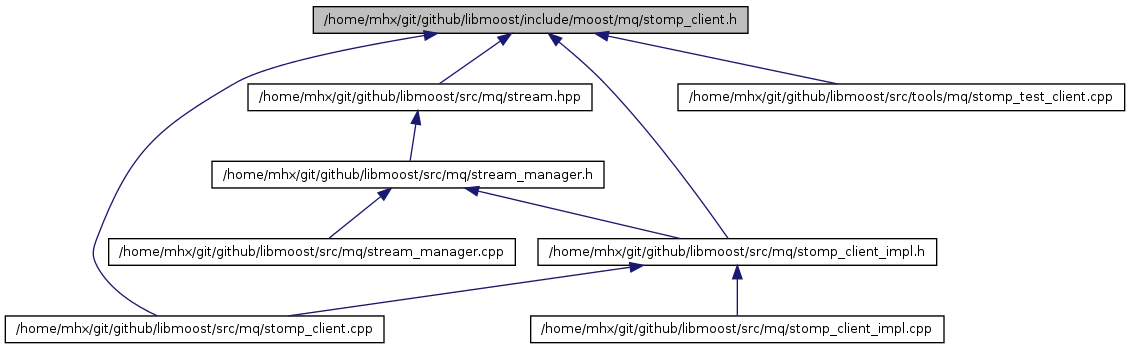 /home/mhx/git/github/libmoost/include/moost/mq/stomp_client.h
/home/mhx/git/github/libmoost/src/mq/stream.hpp
/home/mhx/git/github/libmoost/src/tools/mq/stomp_test_client.cpp
/home/mhx/git/github/libmoost/src/mq/stream_manager.h
/home/mhx/git/github/libmoost/src/mq/stream_manager.cpp
/home/mhx/git/github/libmoost/src/mq/stomp_client_impl.h
/home/mhx/git/github/libmoost/src/mq/stomp_client.cpp
/home/mhx/git/github/libmoost/src/mq/stomp_client_impl.cpp